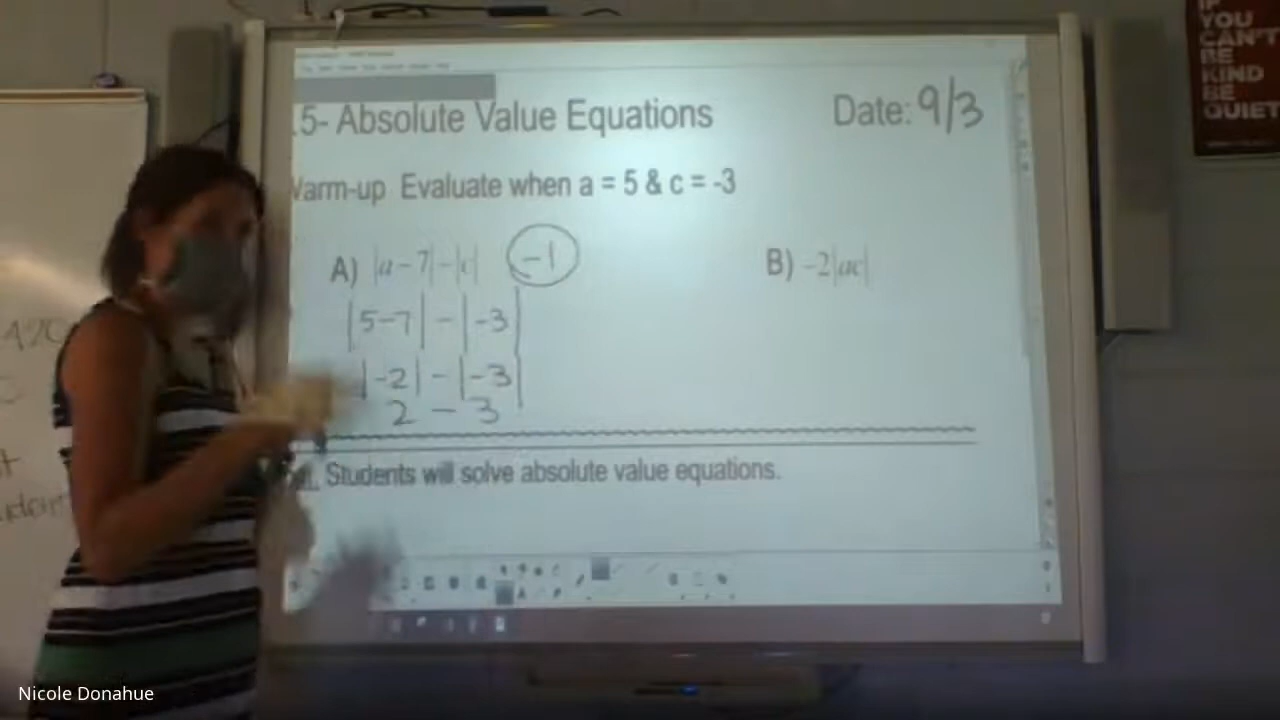 .5- Absolute Value Equations Date: 9/3
Warm-up Evaluate when a = 5 & c = -3
A) |a - 7| - |c| -1 B) -2|ac|
|5-7| - |-3|
|-2| - |-3|
2 - 3
Students will solve absolute value equations.
IF
YOU
CAN'T
BE
KIND
BE
QUIET
Nicole Donahue